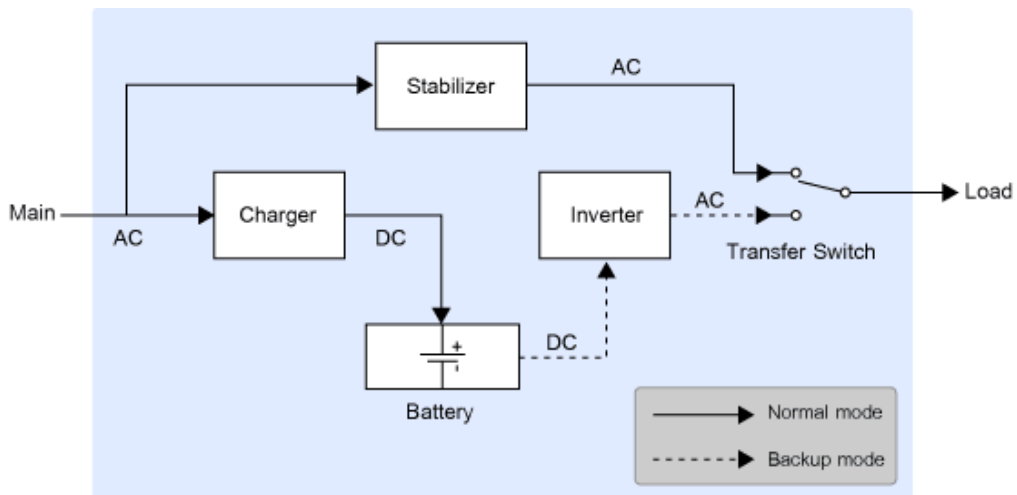 Stabilizer
AC
Main
AC
Charger
DC
Inverter
AC
Load
Transfer Switch
+
-
DC
Battery
Normal mode
Backup mode